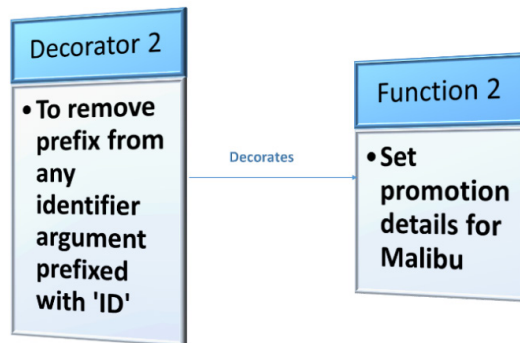 Decorator 2
• To remove
prefix from
any
identifier
argument
prefixed
with 'ID'
Decorates
Function 2
• Set
promotion
details for
Malibu